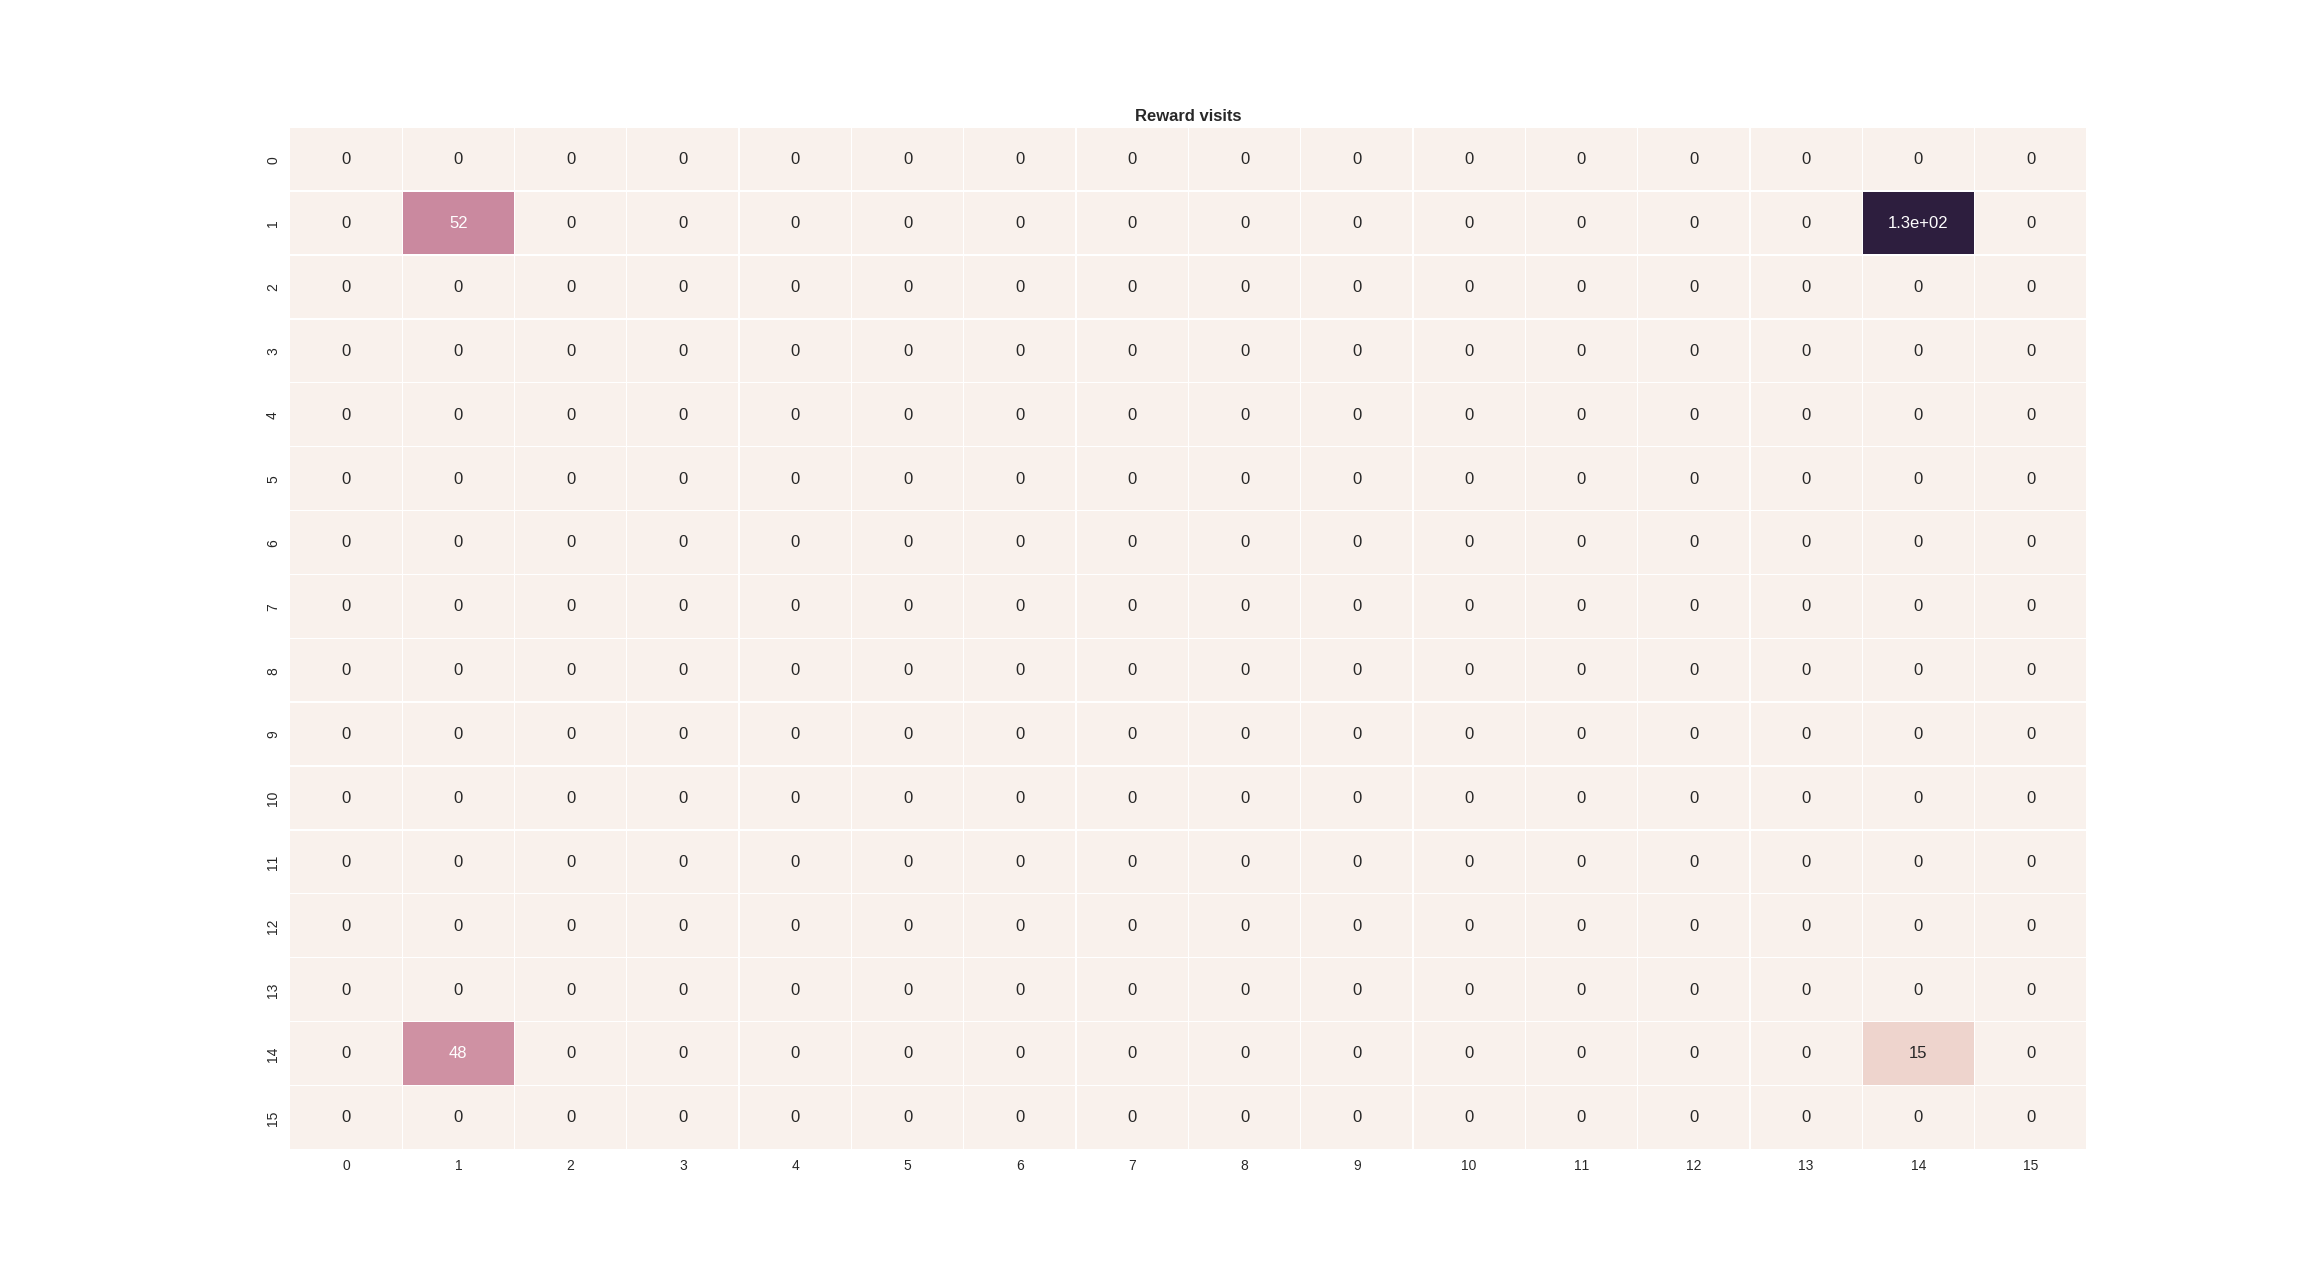 Reward visits
0 0 0 0 0 0 0 0 0 0 0 0 0 0 0 0 0
1 0 52 0 0 0 0 0 0 0 0 0 0 0 0 1.3e+02 0
2 0 0 0 0 0 0 0 0 0 0 0 0 0 0 0 0
3 0 0 0 0 0 0 0 0 0 0 0 0 0 0 0 0
4 0 0 0 0 0 0 0 0 0 0 0 0 0 0 0 0
5 0 0 0 0 0 0 0 0 0 0 0 0 0 0 0 0
6 0 0 0 0 0 0 0 0 0 0 0 0 0 0 0 0
7 0 0 0 0 0 0 0 0 0 0 0 0 0 0 0 0
8 0 0 0 0 0 0 0 0 0 0 0 0 0 0 0 0
9 0 0 0 0 0 0 0 0 0 0 0 0 0 0 0 0
10 0 0 0 0 0 0 0 0 0 0 0 0 0 0 0 0
11 0 0 0 0 0 0 0 0 0 0 0 0 0 0 0 0
12 0 0 0 0 0 0 0 0 0 0 0 0 0 0 0 0
13 0 0 0 0 0 0 0 0 0 0 0 0 0 0 0 0
14 0 48 0 0 0 0 0 0 0 0 0 0 0 0 15 0
15 0 0 0 0 0 0 0 0 0 0 0 0 0 0 0 0
0 1 2 3 4 5 6 7 8 9 10 11 12 13 14 15